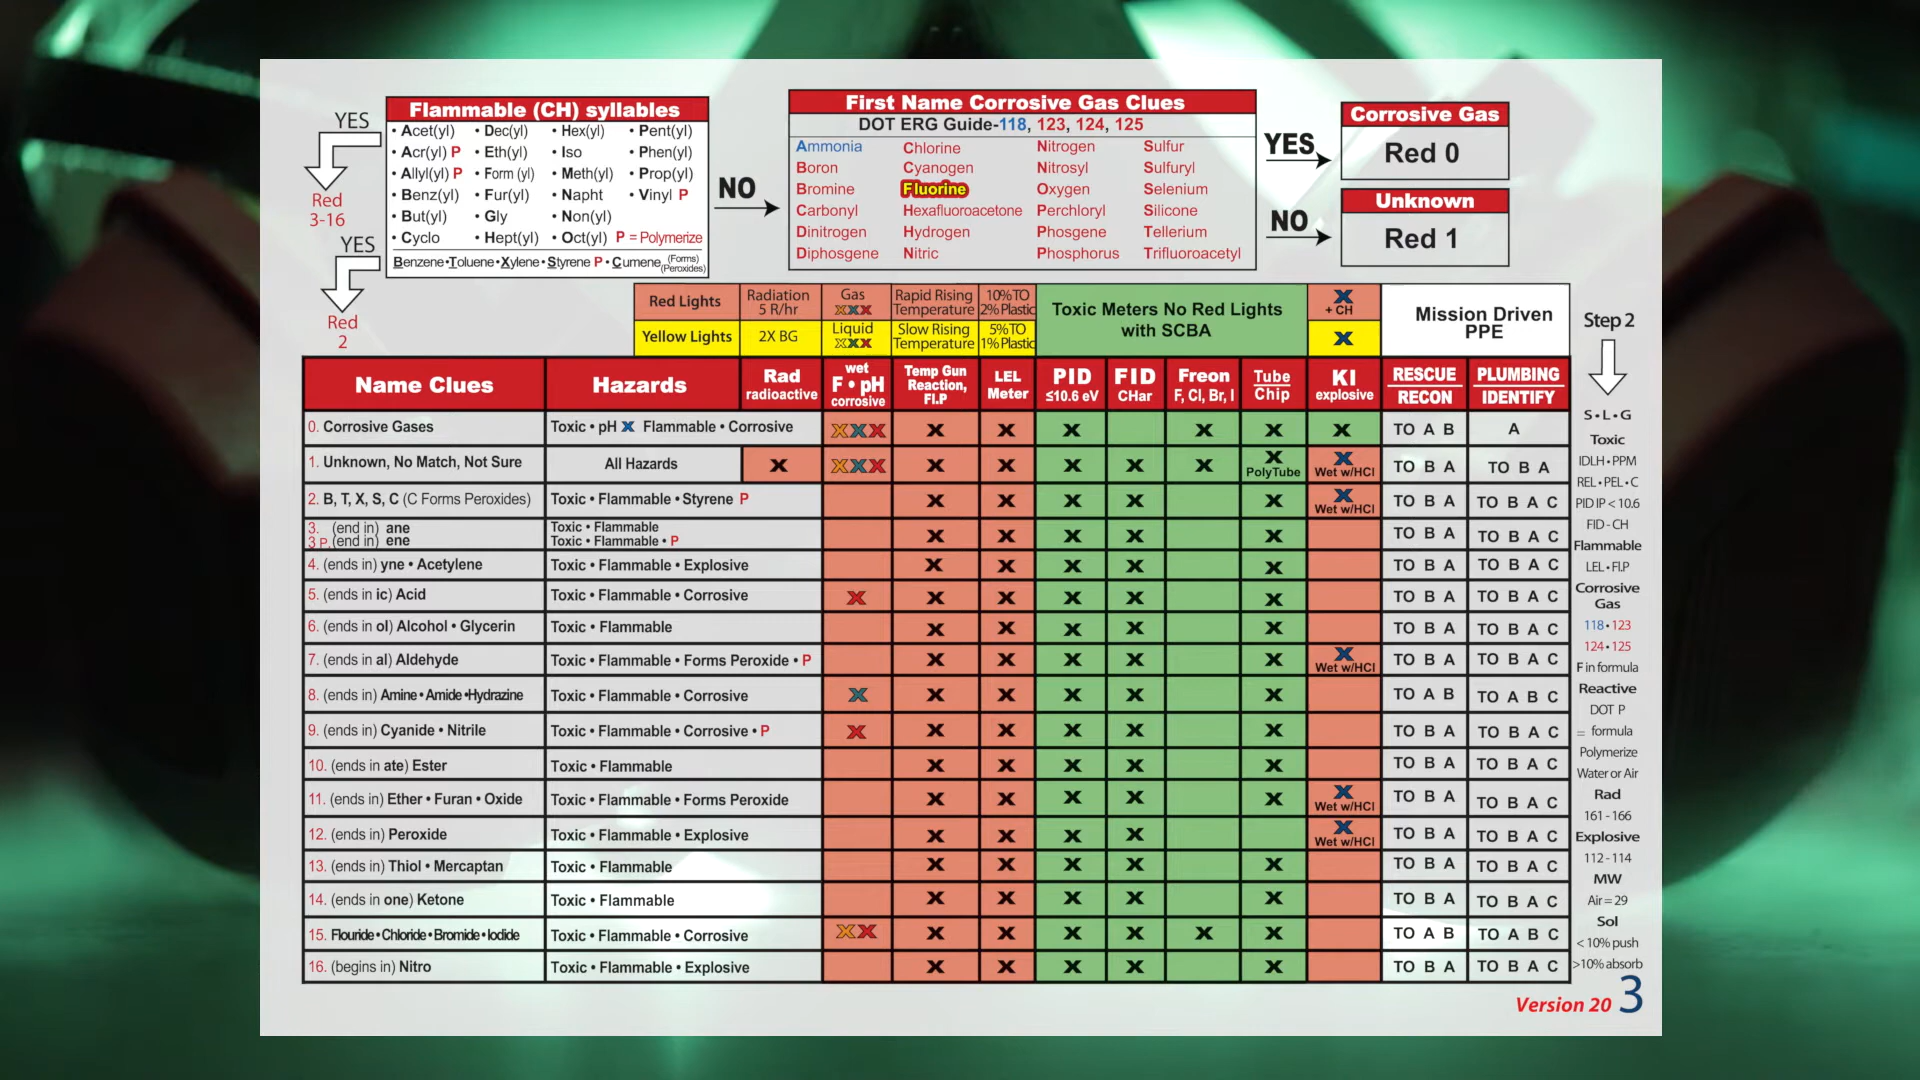 YES
Red
3-16
YES
Red
2
Flammable (CH) syllables
• Acet(yl) • Dec(yl) • Hex(yl) • Pent(yl)
• Acr(yl) P • Eth(yl) • Iso • Phen(yl)
• Allyl(yl) P • Form (yl) • Meth(yl) • Prop(yl)
• Benz(yl) • Fur(yl) • Napht • Vinyl P
• But(yl) • Gly • Non(yl)
• Cyclo • Hept(yl) • Oct(yl) P = Polymerize
Benzene•Toluene•Xylene•Styrene P•Cumene (Forms)
(Peroxides)
NO
First Name Corrosive Gas Clues
DOT ERG Guide-118, 123, 124, 125
Ammonia Chlorine Nitrogen Sulfur
Boron Cyanogen Nitrosyl Sulfuryl
Bromine Fluorine Oxygen Selenium
Carbonyl Hexafluoroacetone Perchloryl Silicone
Dinitrogen Hydrogen Phosgene Tellerium
Diphosgene Nitric Phosphorus Trifluoroacetyl
YES
NO
Corrosive Gas
Red 0
Unknown
Red 1
Red Lights Radiation 5 R/hr Gas XXX Rapid Rising Temperature 10%TO 2% Plastic Toxic Meters No Red Lights with SCBA X + CH Mission Driven PPE
Yellow Lights 2X BG Liquid XXX Slow Rising Temperature 5%TO 1% Plastic X
Name Clues Hazards Rad radioactive wet F • pH corrosive Temp Gun Reaction, Fl.P LEL Meter PID ≤10.6 eV FID CHar Freon F, Cl, Br, I Tube Chip KI explosive RESCUE RECON PLUMBING IDENTIFY
0. Corrosive Gases Toxic • pH X Flammable • Corrosive XXX X X X X X X TO A B A
1. Unknown, No Match, Not Sure All Hazards X XXX X X X X X X PolyTube X Wet w/HCl TO B A TO B A
2. B, T, X, S, C (C Forms Peroxides) Toxic • Flammable • Styrene P X X X X X X Wet w/HCl TO B A TO B A C
3. (end in) ane Toxic • Flammable
3 P. (end in) ene Toxic • Flammable • P X X X X X TO B A TO B A C
4. (ends in) yne • Acetylene Toxic • Flammable • Explosive X X X X X TO B A TO B A C
5. (ends in ic) Acid Toxic • Flammable • Corrosive X X X X X X TO B A TO B A C
6. (ends in ol) Alcohol • Glycerin Toxic • Flammable X X X X X TO B A TO B A C
7. (ends in al) Aldehyde Toxic • Flammable • Forms Peroxide • P X X X X X X Wet w/HCl TO B A TO B A C
8. (ends in) Amine • Amide •Hydrazine Toxic • Flammable • Corrosive X X X X X X TO A B TO A B C
9. (ends in) Cyanide • Nitrile Toxic • Flammable • Corrosive • P X X X X X X TO B A TO B A C
10. (ends in ate) Ester Toxic • Flammable X X X X X TO B A TO B A C
11. (ends in) Ether • Furan • Oxide Toxic • Flammable • Forms Peroxide X X X X X X Wet w/HCl TO B A TO B A C
12. (ends in) Peroxide Toxic • Flammable • Explosive X X X X X Wet w/HCl TO B A TO B A C
13. (ends in) Thiol • Mercaptan Toxic • Flammable X X X X X TO B A TO B A C
14. (ends in one) Ketone Toxic • Flammable X X X X X TO B A TO B A C
15. Flouride • Chloride • Bromide • Iodide Toxic • Flammable • Corrosive XX X X X X X X TO A B TO A B C
16. (begins in) Nitro Toxic • Flammable • Explosive X X X X X TO B A TO B A C
Step 2
S • L • G
Toxic
IDLH • PPM
REL • PEL • C
PID IP < 10.6
FID - CH
Flammable
LEL • Fl.P
Corrosive
Gas
118 • 123
124 • 125
F in formula
Reactive
DOT P
= formula
Polymerize
Water or Air
Rad
161 - 166
Explosive
112 - 114
MW
Air = 29
Sol
< 10% push
>10% absorb
Version 20 3